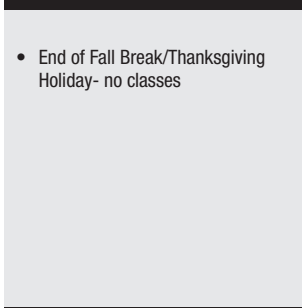 • End of Fall Break/Thanksgiving
Holiday- no classes